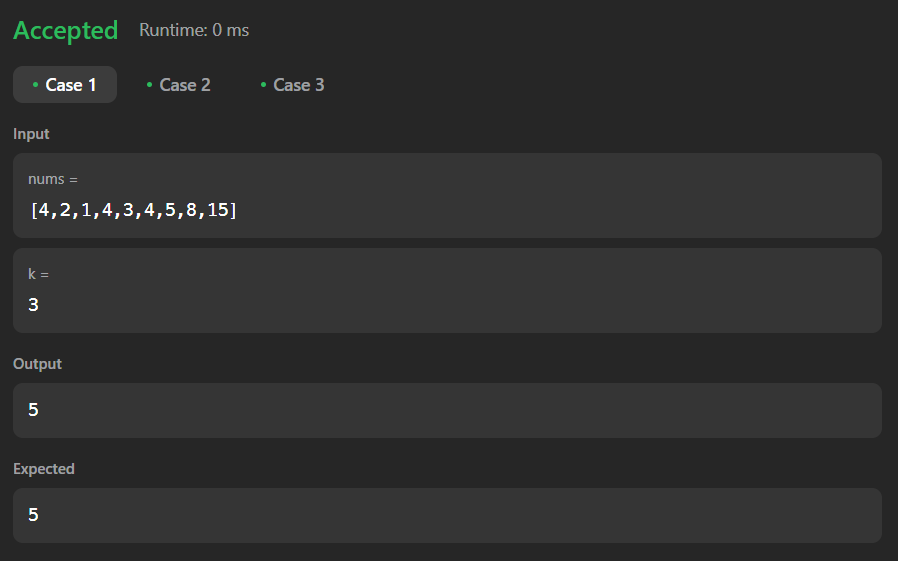 Accepted Runtime: 0 ms
• Case 1 • Case 2 • Case 3
Input
nums =
[4,2,1,4,3,4,5,8,15]
k =
3
Output
5
Expected
5